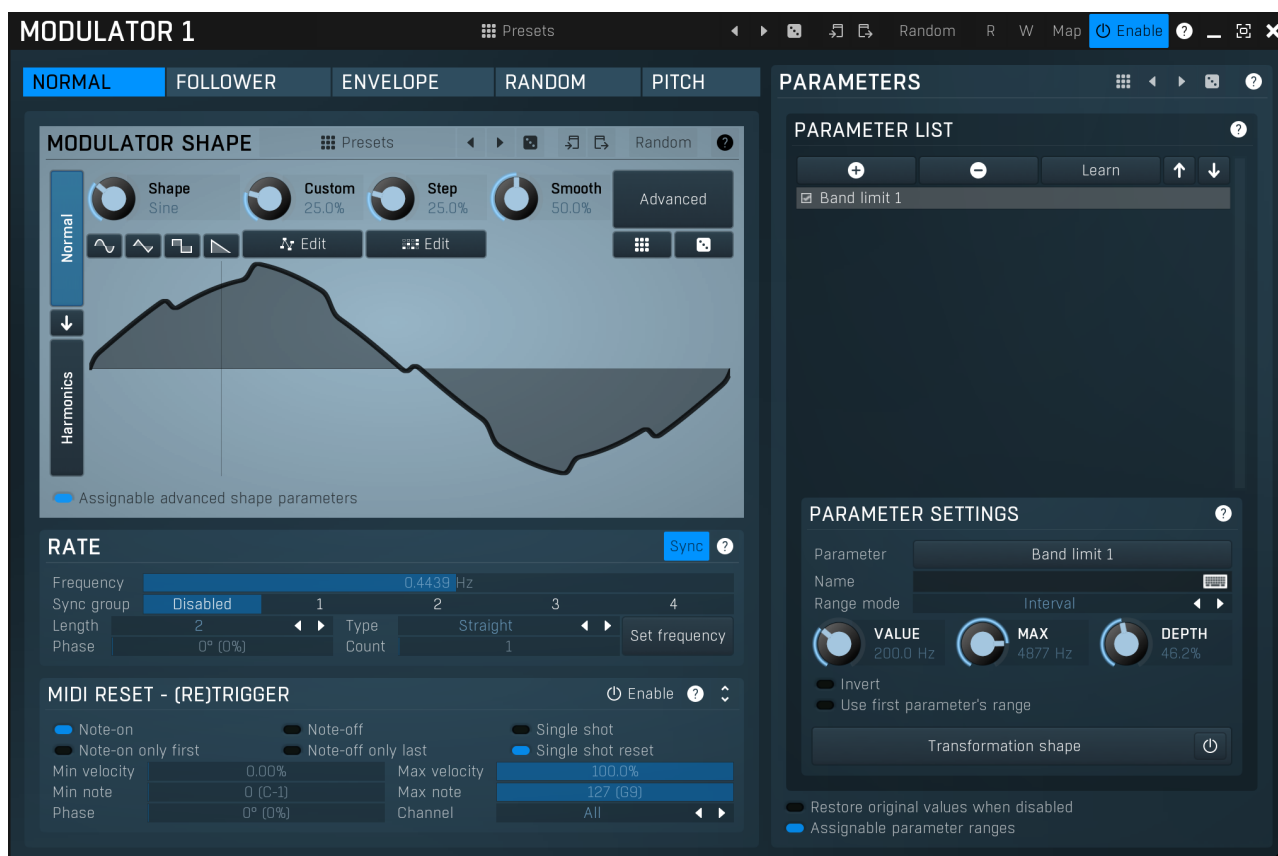 MODULATOR 1 Presets Random R W Map Enable ?
NORMAL FOLLOWER ENVELOPE RANDOM PITCH
MODULATOR SHAPE Presets Random ?
Normal
Shape Sine
Custom 25.0%
Step 25.0%
Smooth 50.0%
Advanced
Edit Edit
Harmonics
Assignable advanced shape parameters
RATE Sync ?
Frequency 0.4439 Hz
Sync group Disabled 1 2 3 4
Length 2 Type Straight Set frequency
Phase 0° (0%) Count 1
MIDI RESET - (RE)TRIGGER Enable ?
Note-on Note-off Single shot
Note-on only first Note-off only last Single shot reset
Min velocity 0.00% Max velocity 100.0%
Min note 0 (C-1) Max note 127 (G9)
Phase 0° (0%) Channel All
PARAMETERS ?
PARAMETER LIST ?
Learn
Band limit 1
PARAMETER SETTINGS ?
Parameter Band limit 1
Name
Range mode Interval
VALUE 200.0 Hz
MAX 4877 Hz
DEPTH 46.2%
Invert
Use first parameter's range
Transformation shape
Restore original values when disabled
Assignable parameter ranges